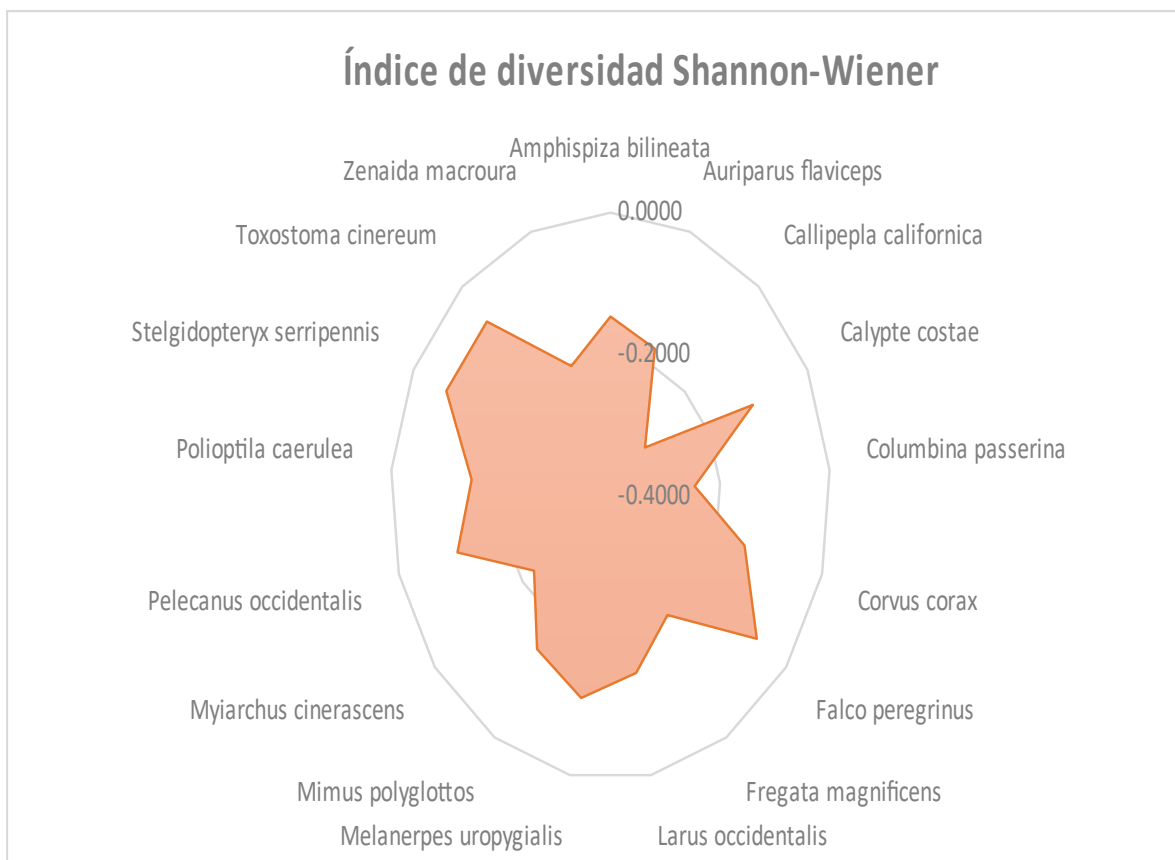 Índice de diversidad Shannon-Wiener
Amphispiza bilineata
Zenaida macroura
Auriparus flaviceps
0.0000
Toxostoma cinereum
Callipepla californica
Stelgidopteryx serripennis
Calypte costae
-0.2000
Polioptila caerulea
Columbina passerina
-0.4000
Pelecanus occidentalis
Corvus corax
Myiarchus cinerascens
Falco peregrinus
Mimus polyglottos
Fregata magnificens
Melanerpes uropygialis
Larus occidentalis